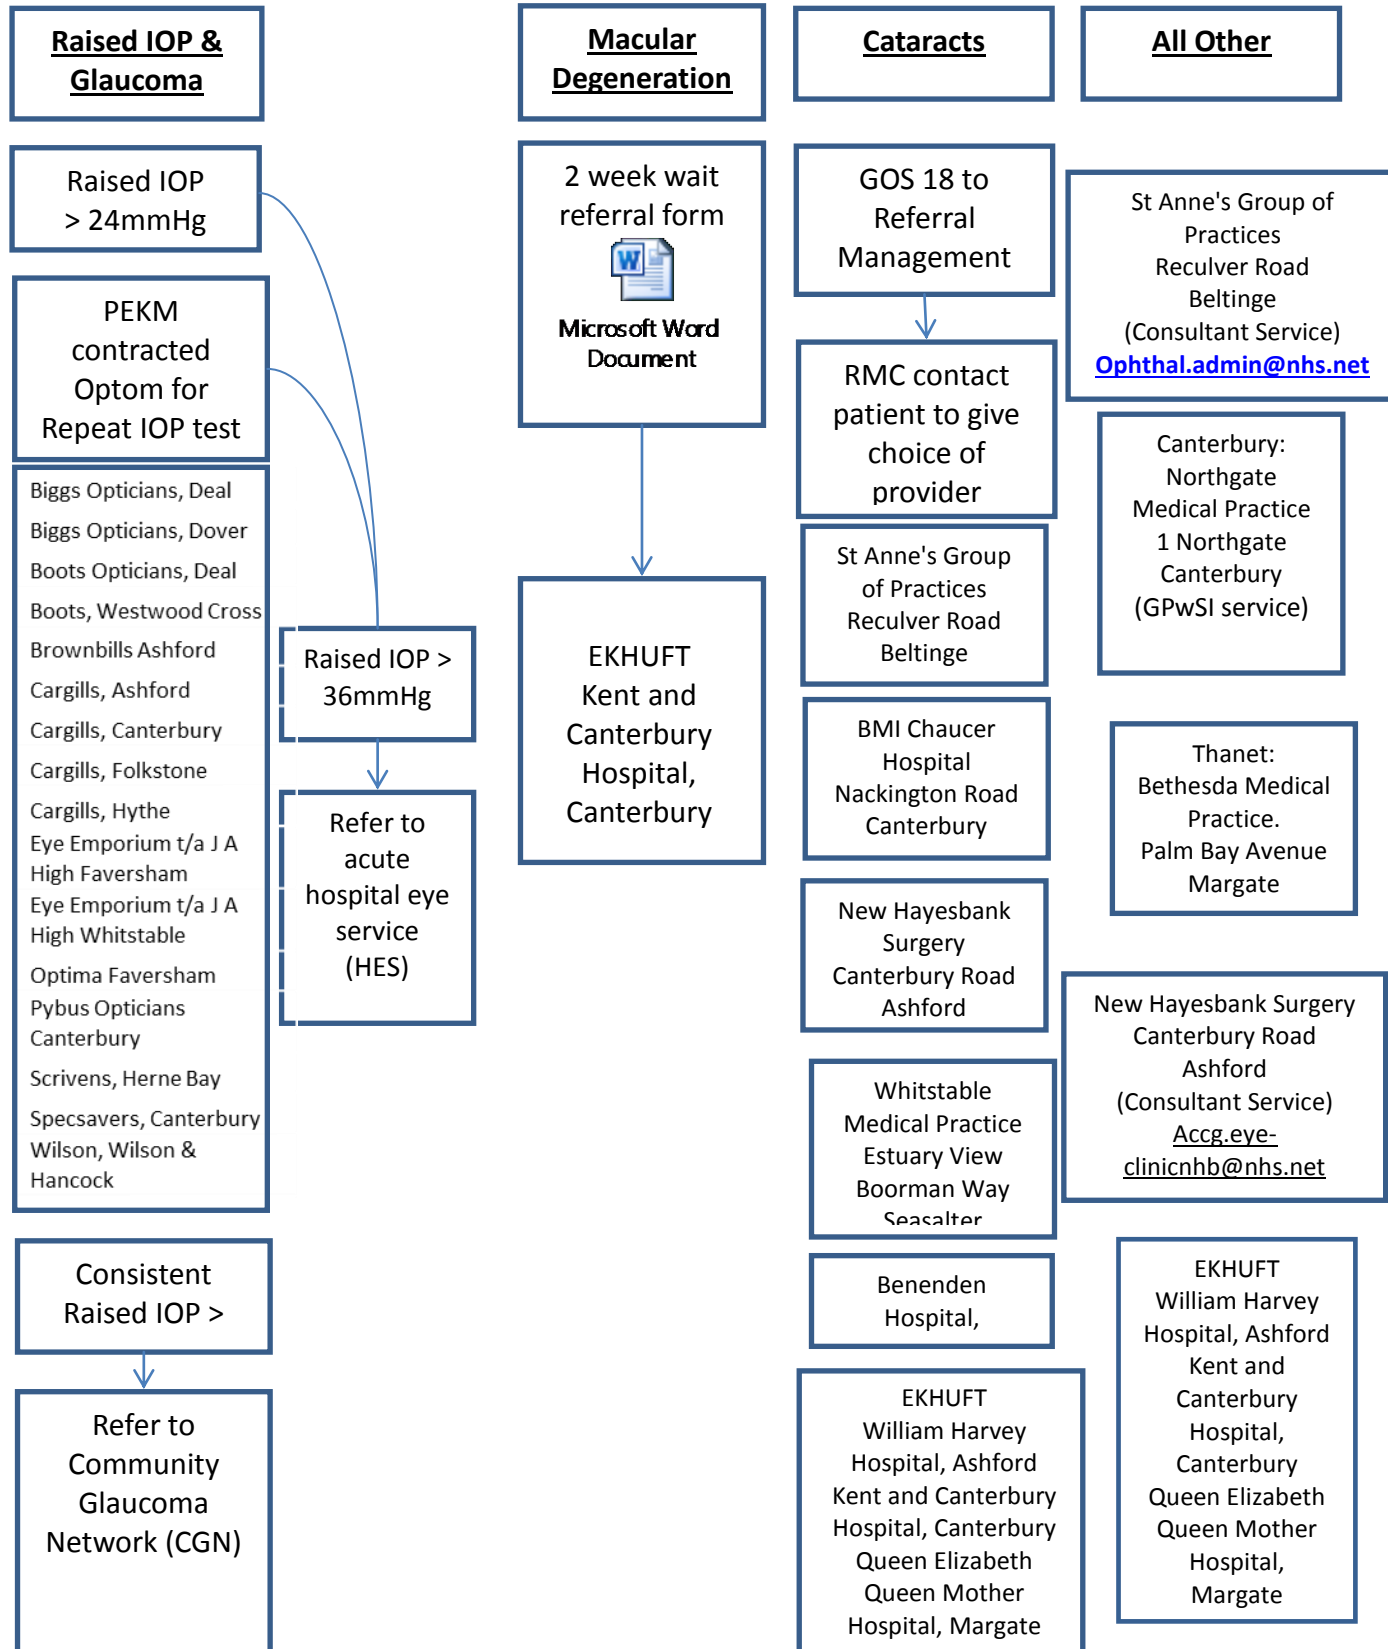 Raised IOP &
Glaucoma
Raised IOP
> 24mmHg
PEKM
contracted
Optom for
Repeat IOP test
Biggs Opticians, Deal
Biggs Opticians, Dover
Boots Opticians, Deal
Boots, Westwood Cross
Brownbills Ashford
Cargills, Ashford
Cargills, Canterbury
Cargills, Folkstone
Cargills, Hythe
Eye Emporium t/a J A
High Faversham
Eye Emporium t/a J A
High Whitstable
Optima Faversham
Pybus Opticians
Canterbury
Scrivens, Herne Bay
Specsavers, Canterbury
Wilson, Wilson &
Hancock
Raised IOP >
36mmHg
Refer to
acute
hospital eye
service
(HES)
Consistent
Raised IOP >
Refer to
Community
Glaucoma
Network (CGN)
Macular
Degeneration
2 week wait
referral form
Microsoft Word
Document
EKHUFT
Kent and
Canterbury
Hospital,
Canterbury
Cataracts
GOS 18 to
Referral
Management
RMC contact
patient to give
choice of
provider
St Anne's Group
of Practices
Reculver Road
Beltinge
BMI Chaucer
Hospital
Nackington Road
Canterbury
New Hayesbank
Surgery
Canterbury Road
Ashford
Whitstable
Medical Practice
Estuary View
Boorman Way
Seasalter
Benenden
Hospital,
EKHUFT
William Harvey
Hospital, Ashford
Kent and Canterbury
Hospital, Canterbury
Queen Elizabeth
Queen Mother
Hospital, Margate
All Other
St Anne's Group of
Practices
Reculver Road
Beltinge
(Consultant Service)
Ophthal.admin@nhs.net
Canterbury:
Northgate
Medical Practice
1 Northgate
Canterbury
(GPwSI service)
Thanet:
Bethesda Medical
Practice.
Palm Bay Avenue
Margate
New Hayesbank Surgery
Canterbury Road
Ashford
(Consultant Service)
Accg.eye-
clinicnhb@nhs.net
EKHUFT
William Harvey
Hospital, Ashford
Kent and
Canterbury
Hospital,
Canterbury
Queen Elizabeth
Queen Mother
Hospital,
Margate